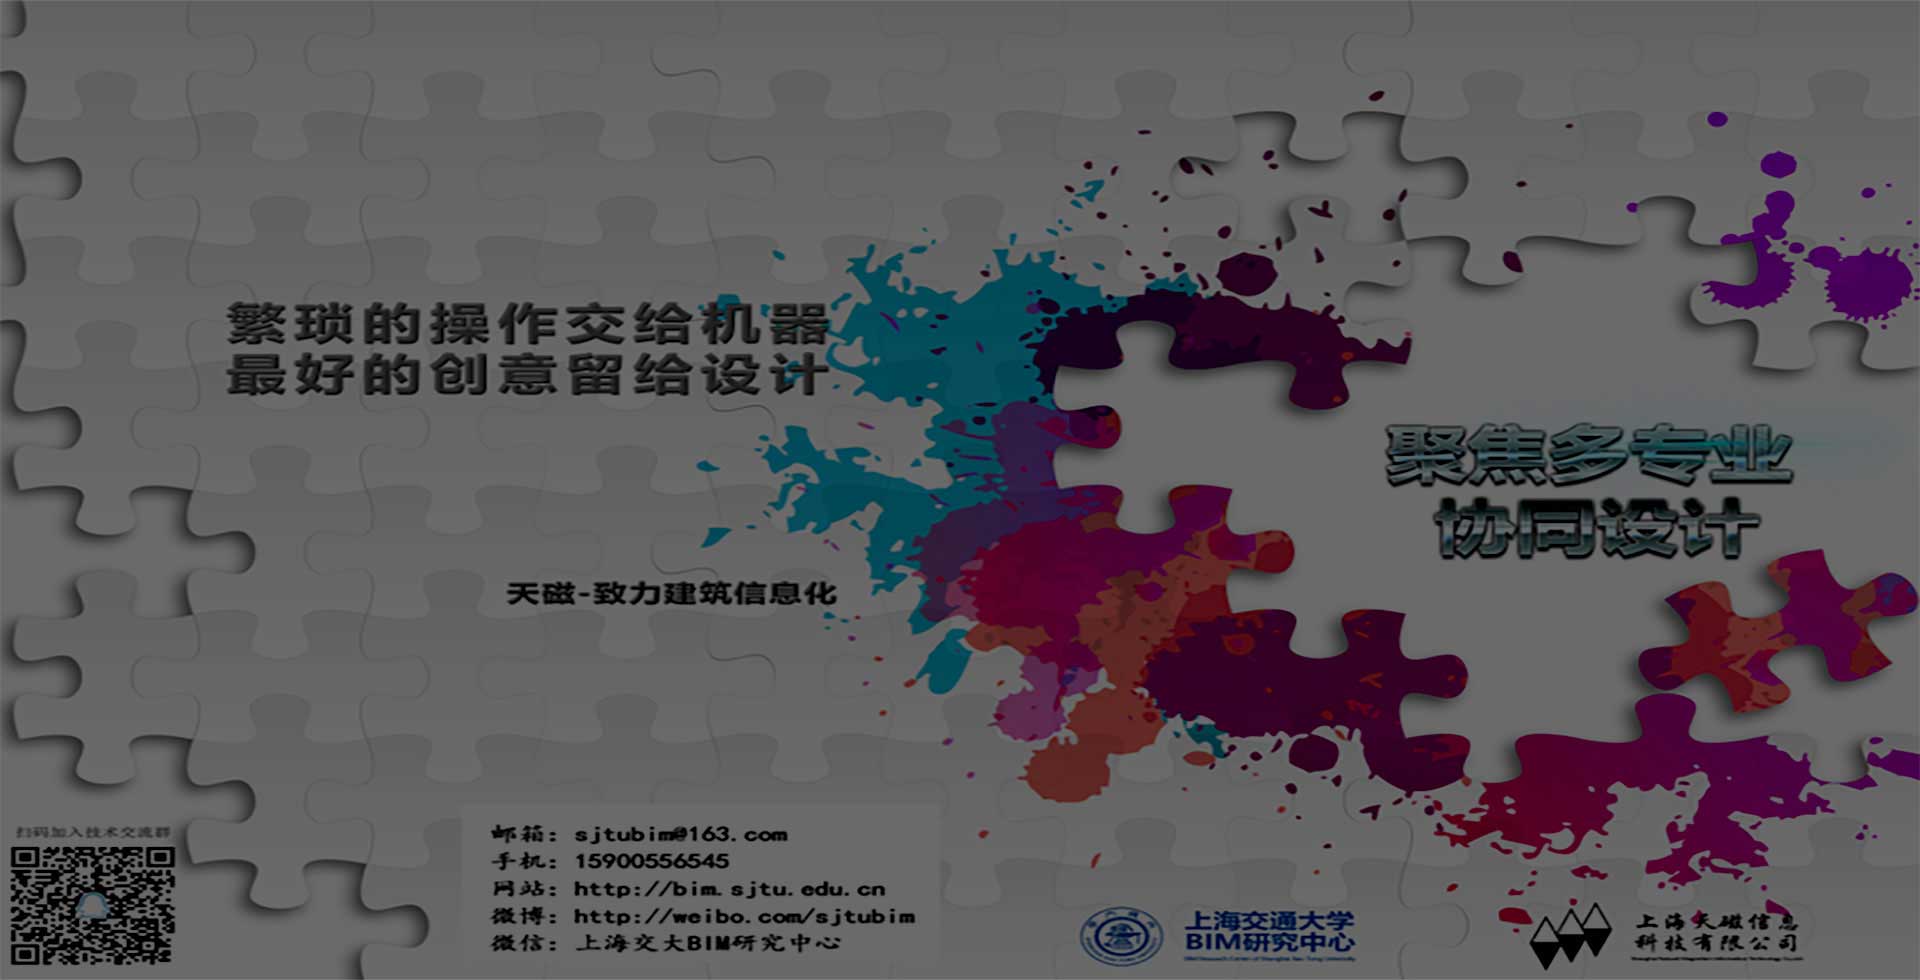 繁琐的操作交给机器
最好的创意留给设计
天磁-致力建筑信息化
聚焦多专业
协同设计
扫码加入技术交流群
邮箱：sjtubim@163.com
手机：15900556545
网站：http://bim.sjtu.edu.cn
微博：http://weibo.com/sjtubim
微信：上海交大BIM研究中心
上海交通大学
BIM研究中心
上海天磁信息
科技有限公司